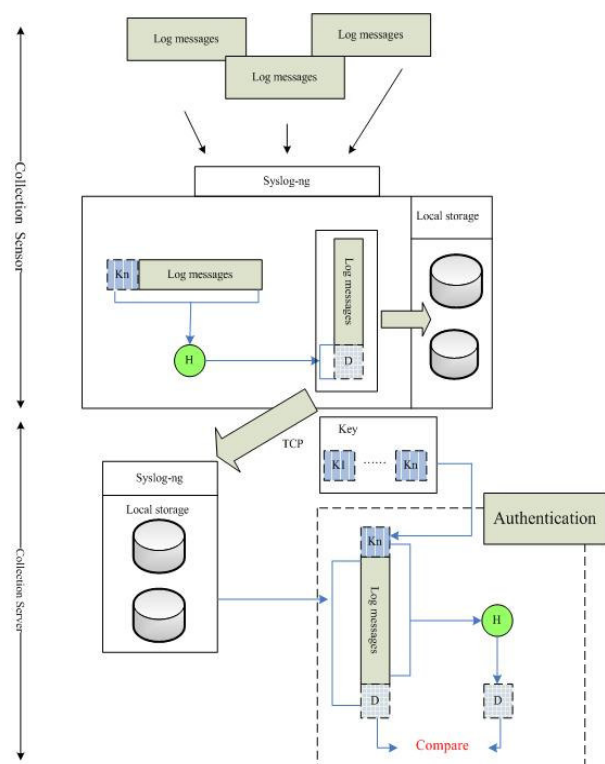 Log messages
Log messages
Log messages
Collection Sensor
Syslog-ng
Local storage
Kn
Log messages
Log messages
H
D
TCP
Key
K1
......
Kn
Syslog-ng
Local storage
Authentication
Collection Server
Kn
Log messages
H
D
D
Compare